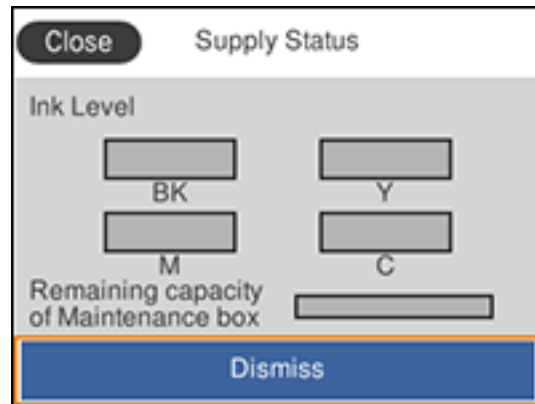 Close
Supply Status
Ink Level
BK
Y
M
C
Remaining capacity
of Maintenance box
Dismiss